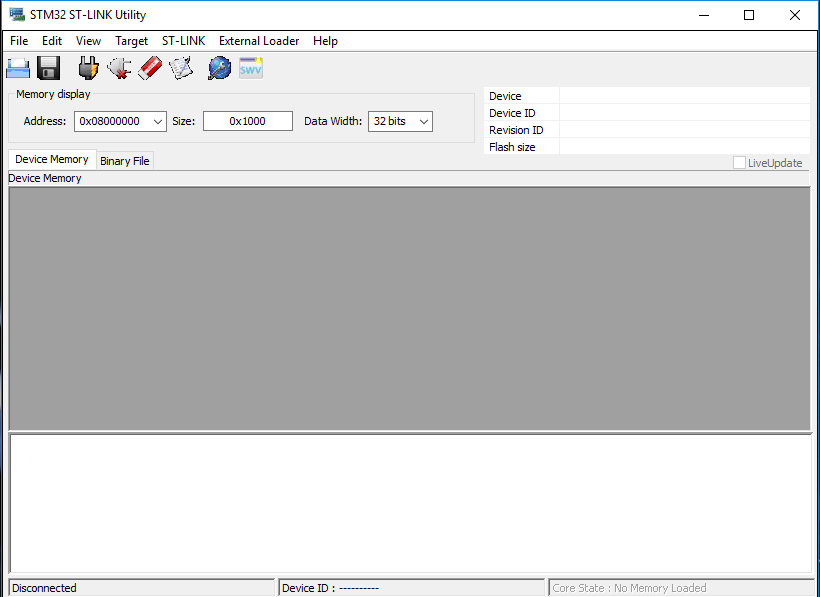 STM32 ST-LINK Utility
File Edit View Target ST-LINK External Loader Help
SWV
Memory display
Address: 0x08000000 Size: 0x1000 Data Width: 32 bits
Device
Device ID
Revision ID
Flash size
LiveUpdate
Device Memory Binary File
Device Memory
Disconnected Device ID : ---------- Core State : No Memory Loaded